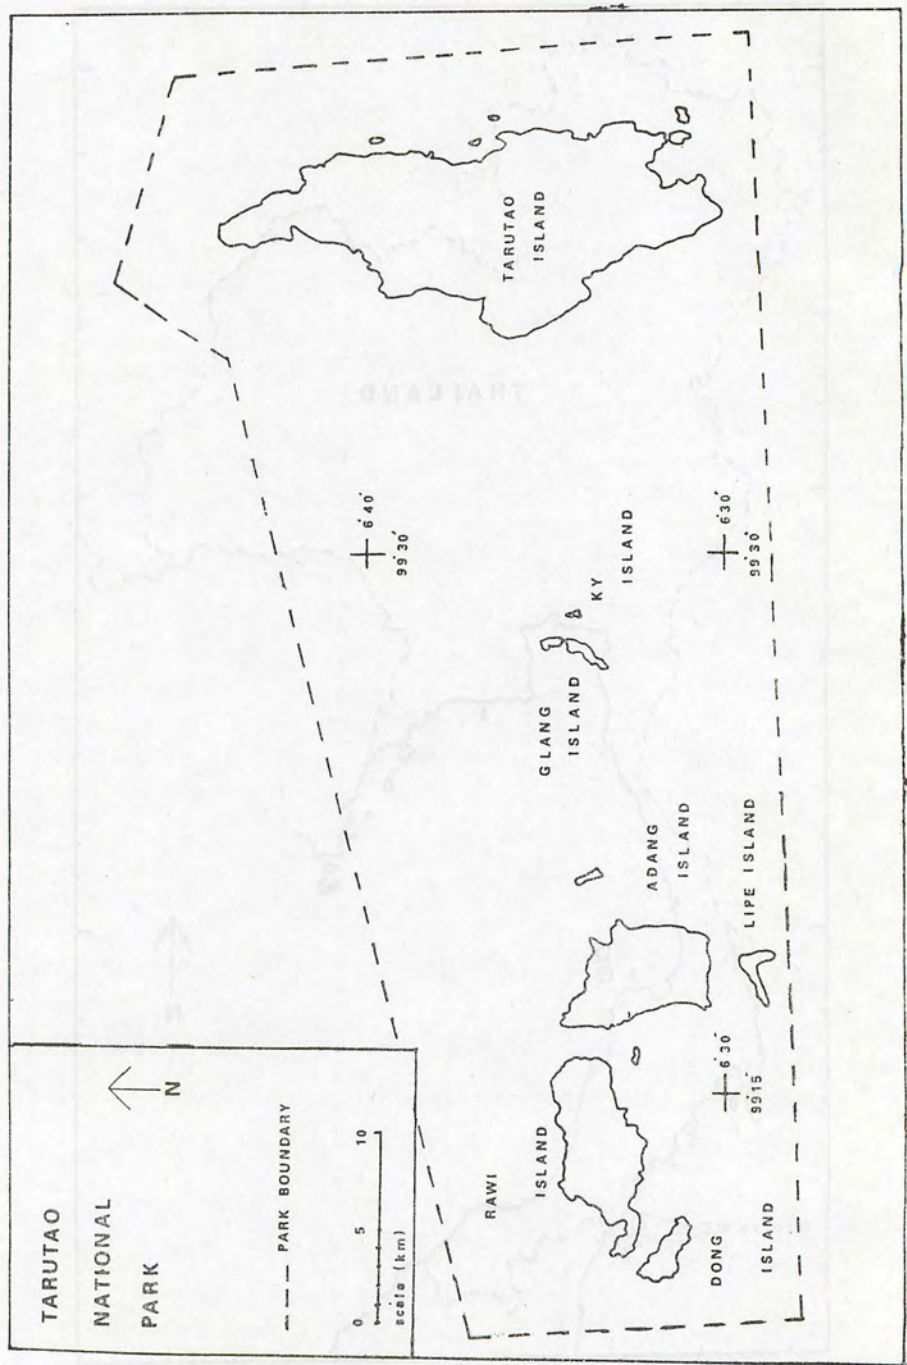 TARUTAO
NATIONAL
PARK
N
PARK BOUNDARY
0 5 10
scale (km)
RAWI
ISLAND
DONG
ISLAND
6°30'
99°15'
ADANG
ISLAND
LIPE ISLAND
GLANG
ISLAND
KY
ISLAND
6°40'
99°30'
6°30'
99°30'
TARUTAO
ISLAND
THAILAND